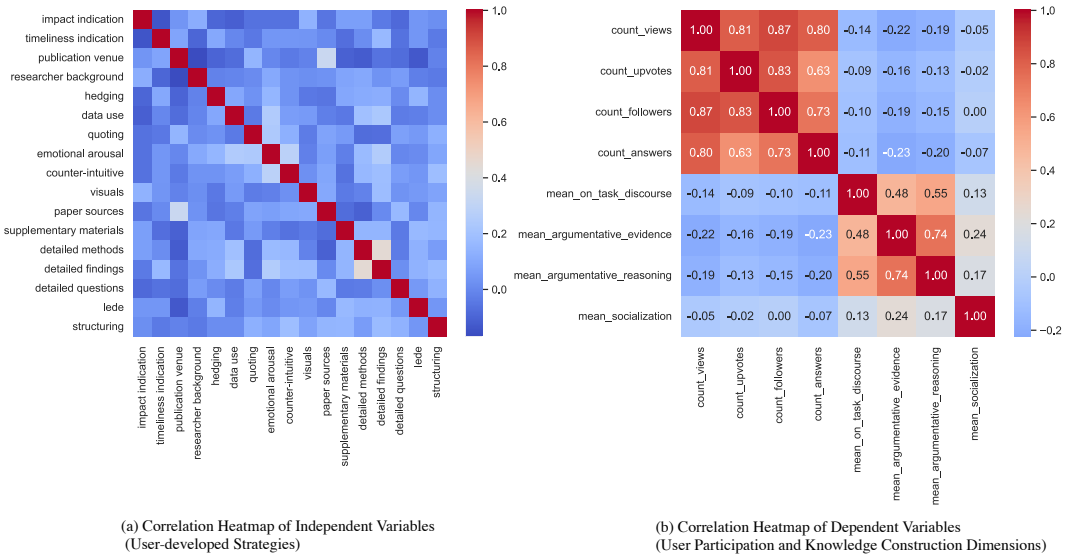 impact indication
timeliness indication
publication venue
researcher background
hedging
data use
quoting
emotional arousal
counter-intuitive
visuals
paper sources
supplementary materials
detailed methods
detailed findings
detailed questions
lede
structuring
impact indication
timeliness indication
publication venue
researcher background
hedging
data use
quoting
emotional arousal
counter-intuitive
visuals
paper sources
supplementary materials
detailed methods
detailed findings
detailed questions
lede
structuring
1.0
0.8
0.6
0.4
0.2
0.0
(a) Correlation Heatmap of Independent Variables
(User-developed Strategies)
count_views 1.00 0.81 0.87 0.80 -0.14 -0.22 -0.19 -0.05
count_upvotes 0.81 1.00 0.83 0.63 -0.09 -0.16 -0.13 -0.02
count_followers 0.87 0.83 1.00 0.73 -0.10 -0.19 -0.15 0.00
count_answers 0.80 0.63 0.73 1.00 -0.11 -0.23 -0.20 -0.07
mean_on_task_discourse -0.14 -0.09 -0.10 -0.11 1.00 0.48 0.55 0.13
mean_argumentative_evidence -0.22 -0.16 -0.19 -0.23 0.48 1.00 0.74 0.24
mean_argumentative_reasoning -0.19 -0.13 -0.15 -0.20 0.55 0.74 1.00 0.17
mean_socialization -0.05 -0.02 0.00 -0.07 0.13 0.24 0.17 1.00
count_views
count_upvotes
count_followers
count_answers
mean_on_task_discourse
mean_argumentative_evidence
mean_argumentative_reasoning
mean_socialization
1.0
0.8
0.6
0.4
0.2
0.0
−0.2
(b) Correlation Heatmap of Dependent Variables
(User Participation and Knowledge Construction Dimensions)